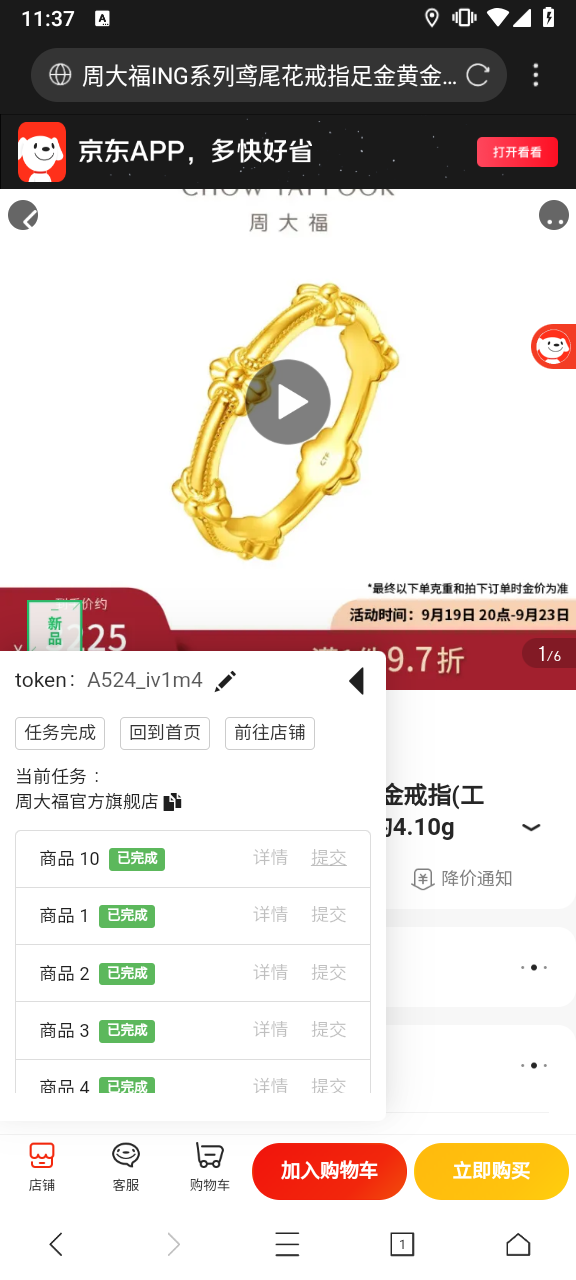 11:37
周大福ING系列鸢尾花戒指足金黄金...
京东APP，多快好省
打开看看
CHOW TAI FOOK
周大福
*最终以下单克重和拍下订单时金价为准
活动时间：9月19日 20点-9月23日
新品
225
9.7折
1/6
token：A524_iv1m4
任务完成 回到首页 前往店铺
当前任务：
周大福官方旗舰店
金戒指(工
4.10g
降价通知
商品 10 已完成 详情 提交
商品 1 已完成 详情 提交
商品 2 已完成 详情 提交
商品 3 已完成 详情 提交
商品 4 已完成 详情 提交
店铺 客服 购物车 加入购物车 立即购买
1